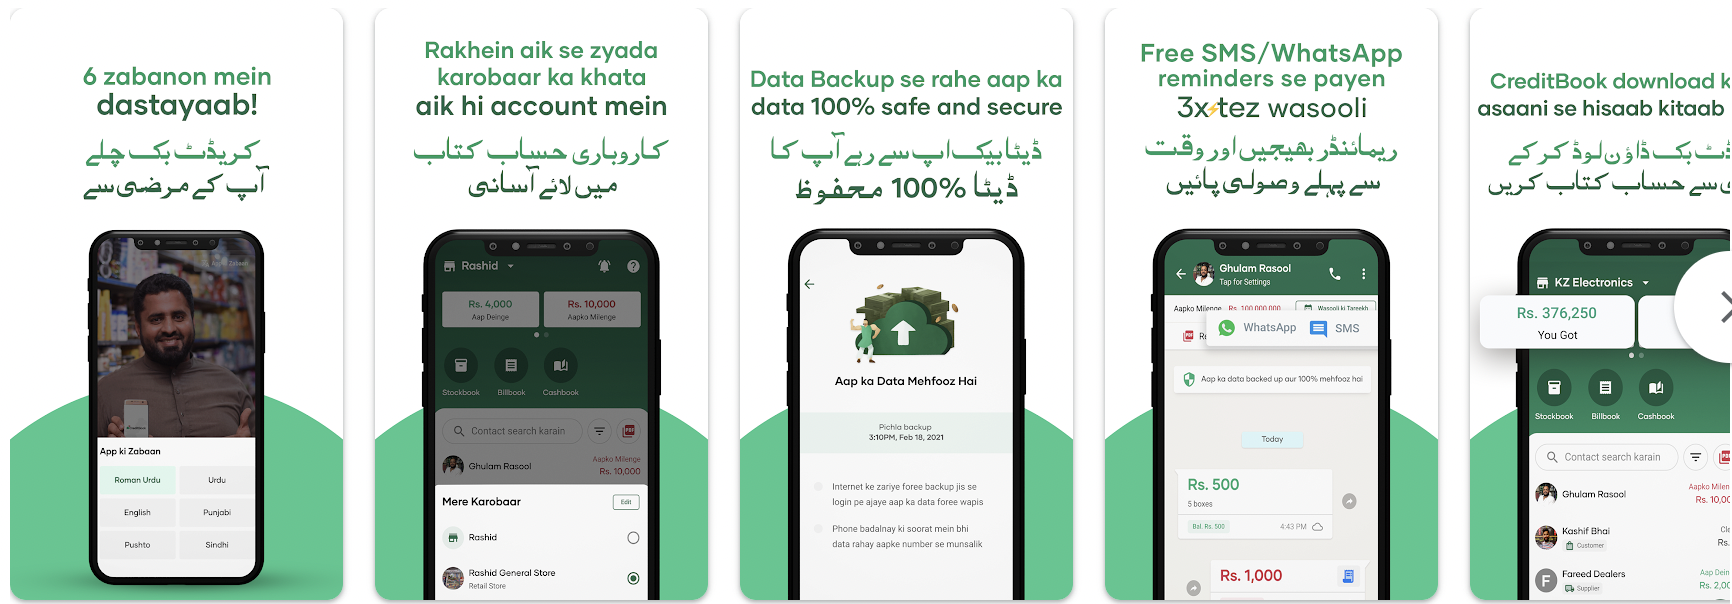 6 zabanon mein
dastayaab!
کریڈٹ بک چلے
آپ کے مرضی سے
App ki Zabaan
Roman Urdu
Urdu
English
Punjabi
Pushto
Sindhi
Rakhein aik se zyada
karobaar ka khata
aik hi account mein
کاروباری حساب کتاب
میں لائے آسانی
Rashid
Rs. 4,000
Aap Deinge
Rs. 10,000
Aapko Milenge
Stockbook
Billbook
Cashbook
Contact search karain
PDF
Ghulam Rasool
Aapko Milenge
Rs. 10,000
Mere Karobaar
Edit
Rashid
Rashid General Store
Retail Store
Data Backup se rahe aap ka
data 100% safe and secure
ڈیٹا بیک اپ سے رہے آپ کا
ڈیٹا 100% محفوظ
Aap ka Data Mehfooz Hai
Pichla backup
3:10PM, Feb 18, 2021
Internet ke zariye foree backup jis se
login pe ajaye aap ka data foree wapis
Phone badalnay ki soorat mein bhi
data rahay aapke number se munsalik
Free SMS/WhatsApp
reminders se payen
3x tez wasooli
ریمائنڈر بھیجیں اور وقت
سے پہلے وصولی پائیں
Ghulam Rasool
Tap for Settings
Aapko Milenge
Rs. 100,000,000
Wasooli ki Tareekh
PDF
WhatsApp
SMS
Aap ka data backed up aur 100% mehfooz hai
Today
Rs. 500
5 boxes
Bal. Rs. 500
4:43 PM
Rs. 1,000
CreditBook download k
asaani se hisaab kitaab
ڈٹ بک ڈاؤن لوڈ کر کے
ی سے حساب کتاب کریں
KZ Electronics
Rs. 376,250
You Got
Stockbook
Billbook
Cashbook
Contact search karain
Ghulam Rasool
Aapko Milen
Rs. 10,00
Kashif Bhai
Customer
Cle
Rs.
F
Fareed Dealers
Supplier
Aap Dein
Rs. 2,00